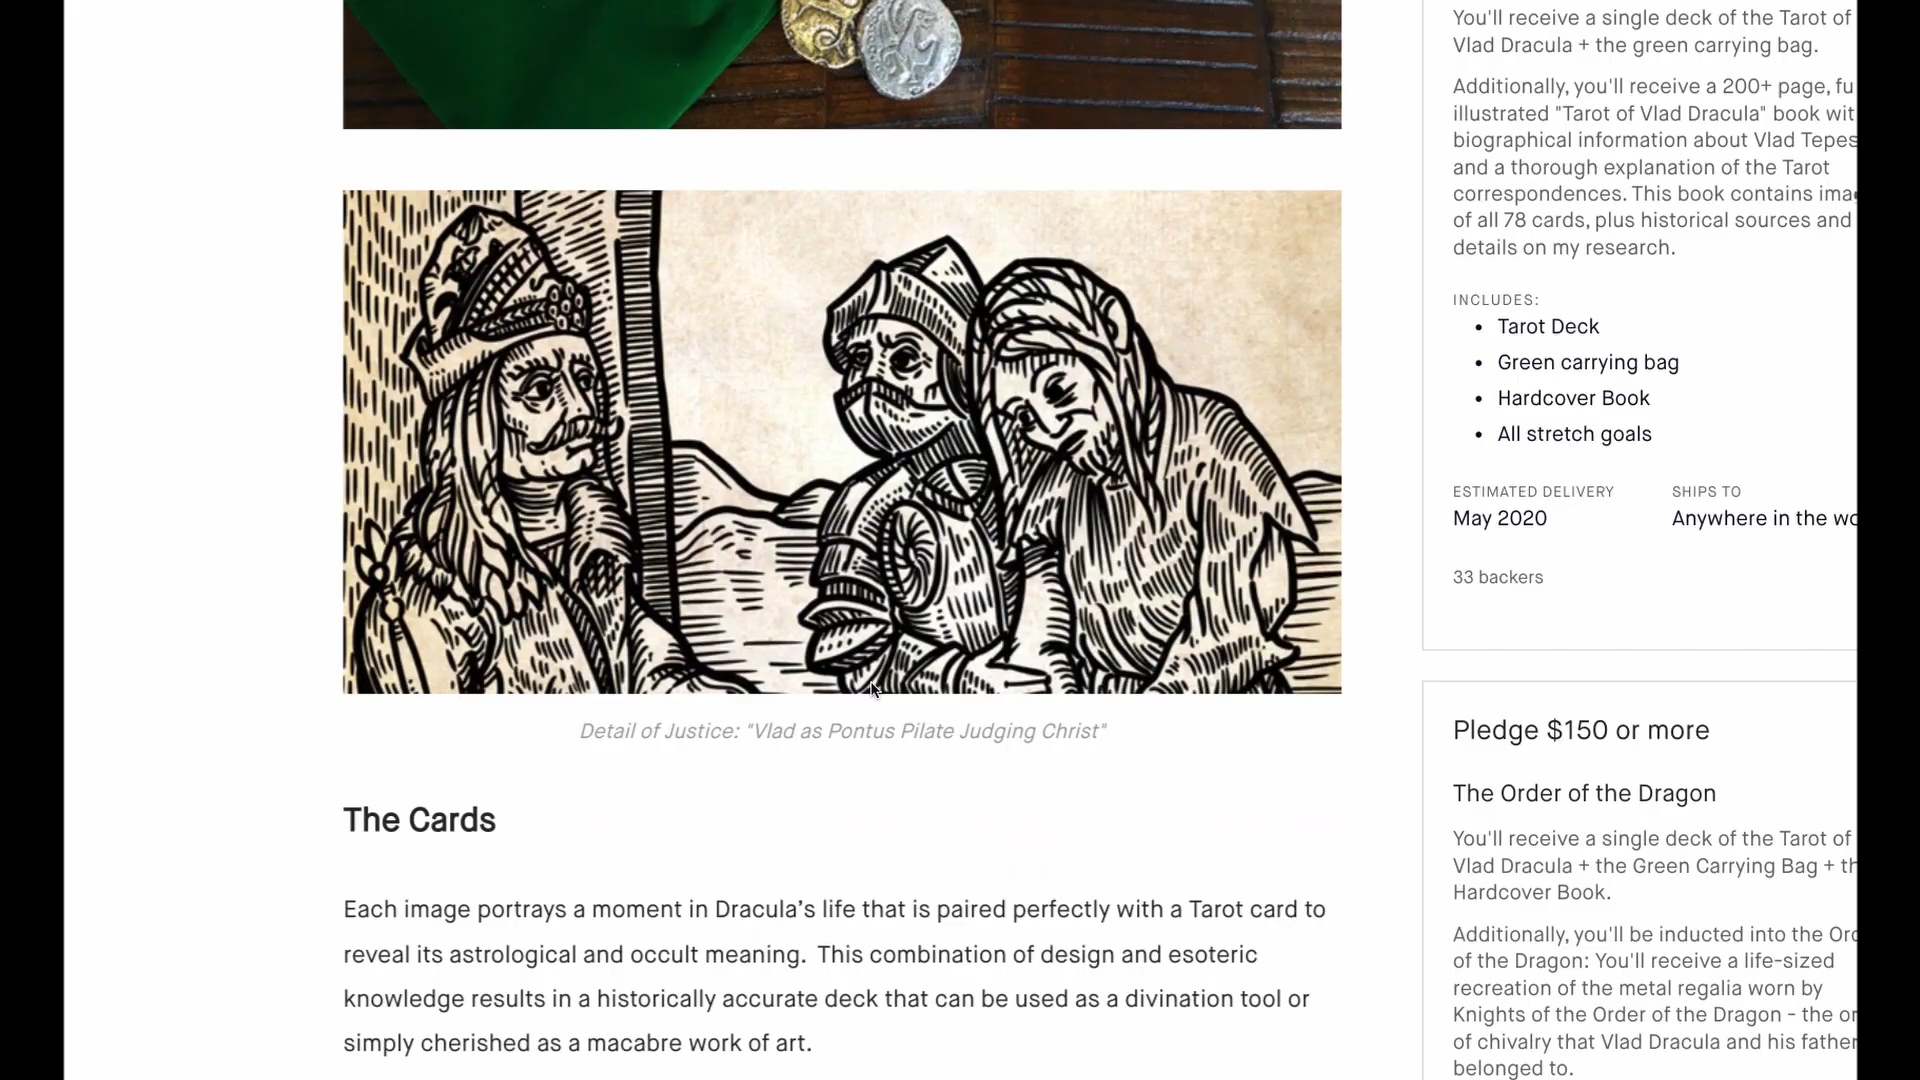 Detail of Justice: "Vlad as Pontus Pilate Judging Christ"
The Cards
Each image portrays a moment in Dracula’s life that is paired perfectly with a Tarot card to
reveal its astrological and occult meaning. This combination of design and esoteric
knowledge results in a historically accurate deck that can be used as a divination tool or
simply cherished as a macabre work of art.
You'll receive a single deck of the Tarot of
Vlad Dracula + the green carrying bag.
Additionally, you'll receive a 200+ page,
illustrated "Tarot of Vlad Dracula" book
biographical information about Vlad Tepes
and a thorough explanation of the Tarot
correspondences. This book contains
of all 78 cards, plus historical sources and
details on my research.
INCLUDES:
• Tarot Deck
• Green carrying bag
• Hardcover Book
• All stretch goals
ESTIMATED DELIVERY
May 2020
SHIPS TO
Anywhere in the
33 backers
Pledge $150 or more
The Order of the Dragon
You'll receive a single deck of the Tarot of
Vlad Dracula + the Green Carrying Bag +
Hardcover Book.
Additionally, you'll be inducted into the
of the Dragon: You'll receive a life-sized
recreation of the metal regalia worn by
Knights of the Order of the Dragon - the
of chivalry that Vlad Dracula and his father
belonged to.